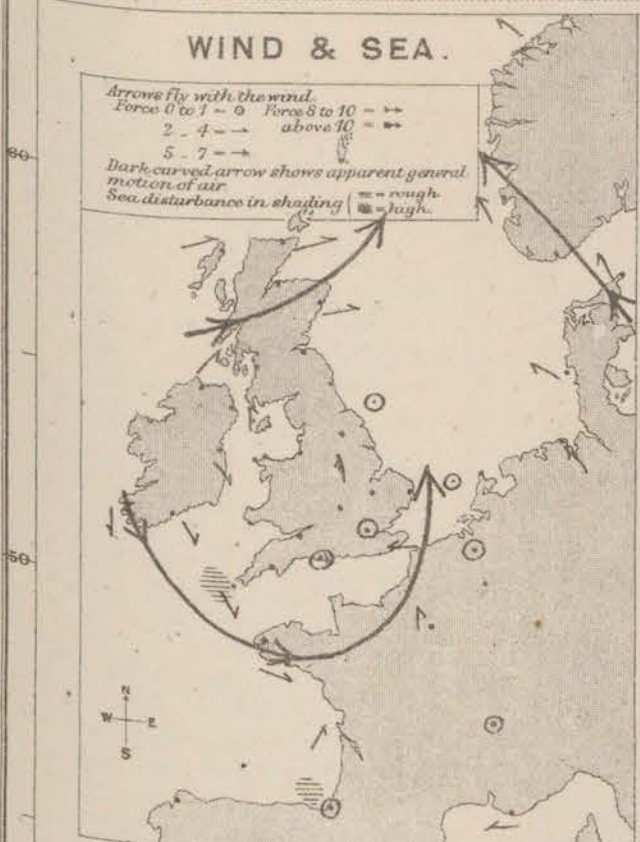 WIND & SEA.
Arrows fly with the wind.
Force 0 to 1 = Force 8 to 10 =
2 - 4 = above 10 =
5 - 7 =
Dark curved arrow shows apparent general
motion of air
Sea disturbance in shading = rough.
= high.
60
50
N
W E
S